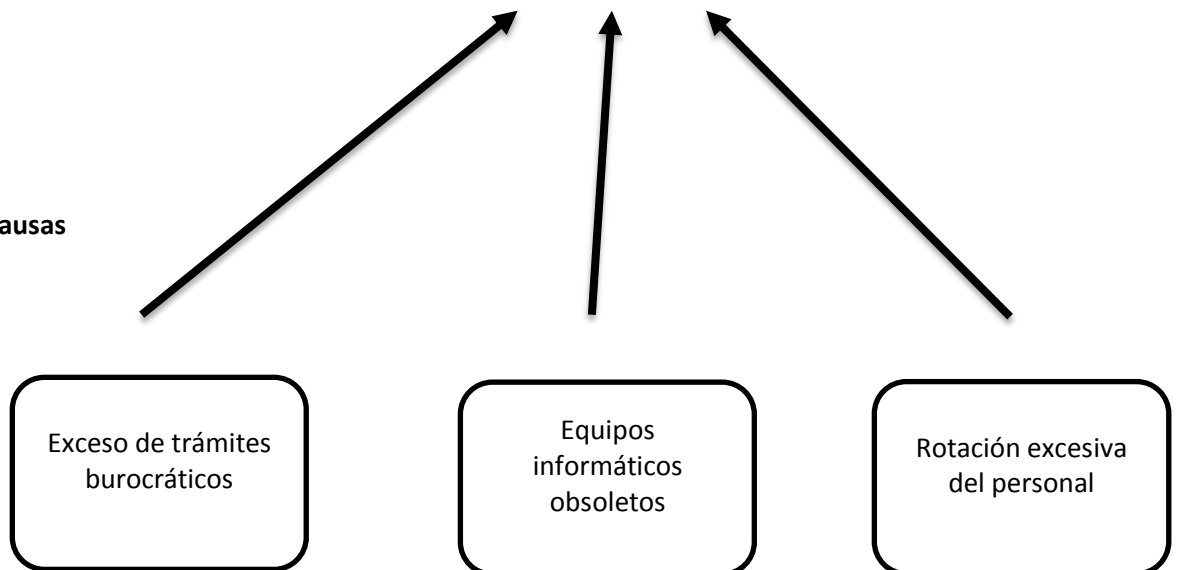 ausas
Exceso de trámites
burocráticos
Equipos
informáticos
obsoletos
Rotación excesiva
del personal